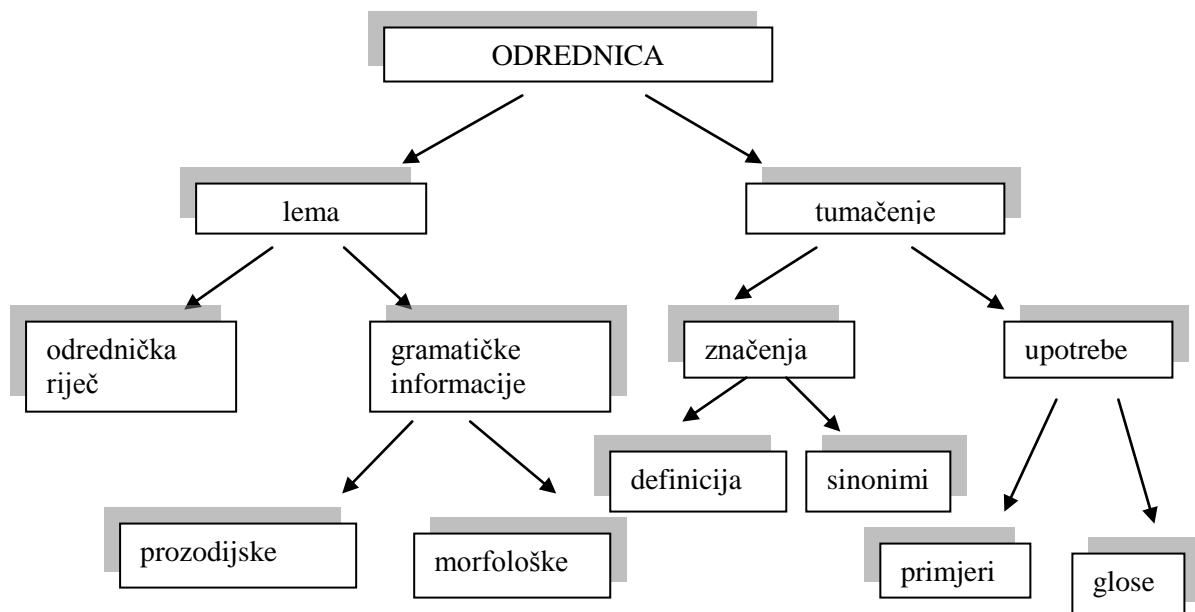 ODREDNICA
lema
tumačenje
odrednička
riječ
gramatičke
informacije
značenja
upotrebe
definicija
sinonimi
prozodijske
morfološke
primjeri
glose